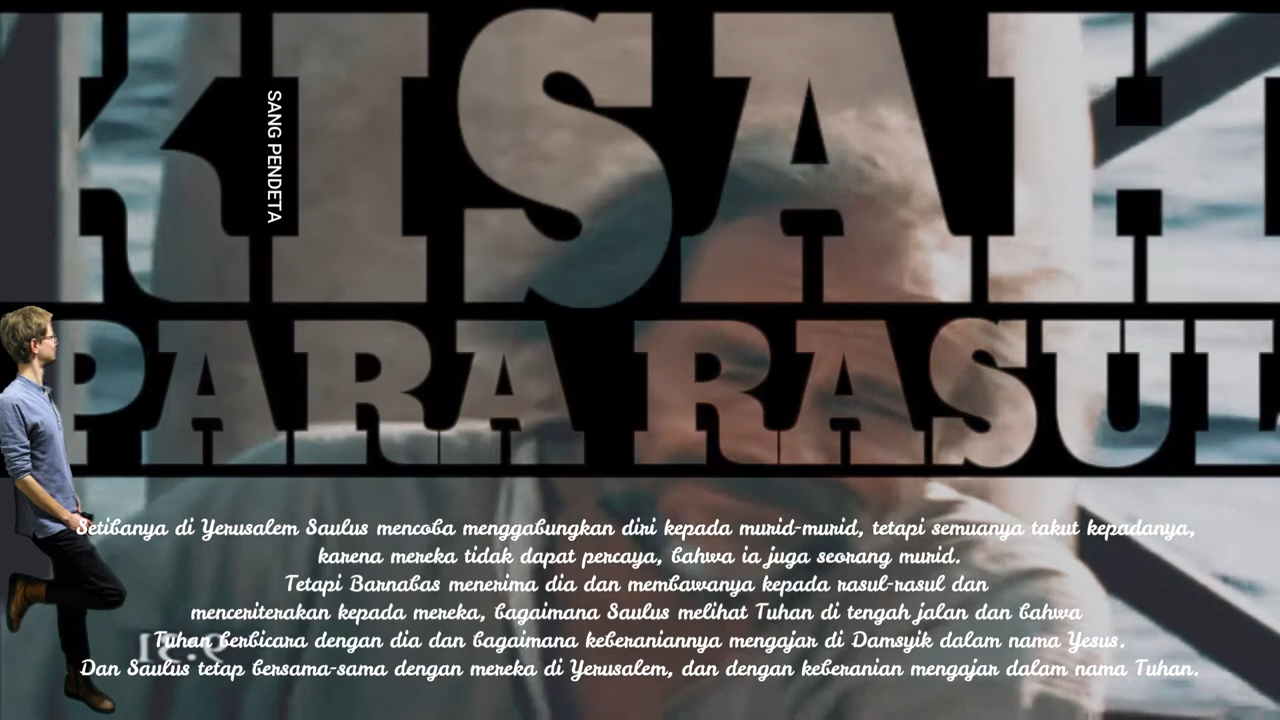 KISAH
SANG PENDETA
PARA RASUL
Setibanya di Yerusalem Saulus mencoba menggabungkan diri kepada murid-murid, tetapi semuanya takut kepadanya,
karena mereka tidak dapat percaya, bahwa ia juga seorang murid.
Tetapi Barnabas menerima dia dan membawanya kepada rasul-rasul dan
menceriterakan kepada mereka, bagaimana Saulus melihat Tuhan di tengah jalan dan bahwa
Tuhan berbicara dengan dia dan bagaimana keberaniannya mengajar di Damsyik dalam nama Yesus.
Dan Saulus tetap bersama-sama dengan mereka di Yerusalem, dan dengan keberanian mengajar dalam nama Tuhan.